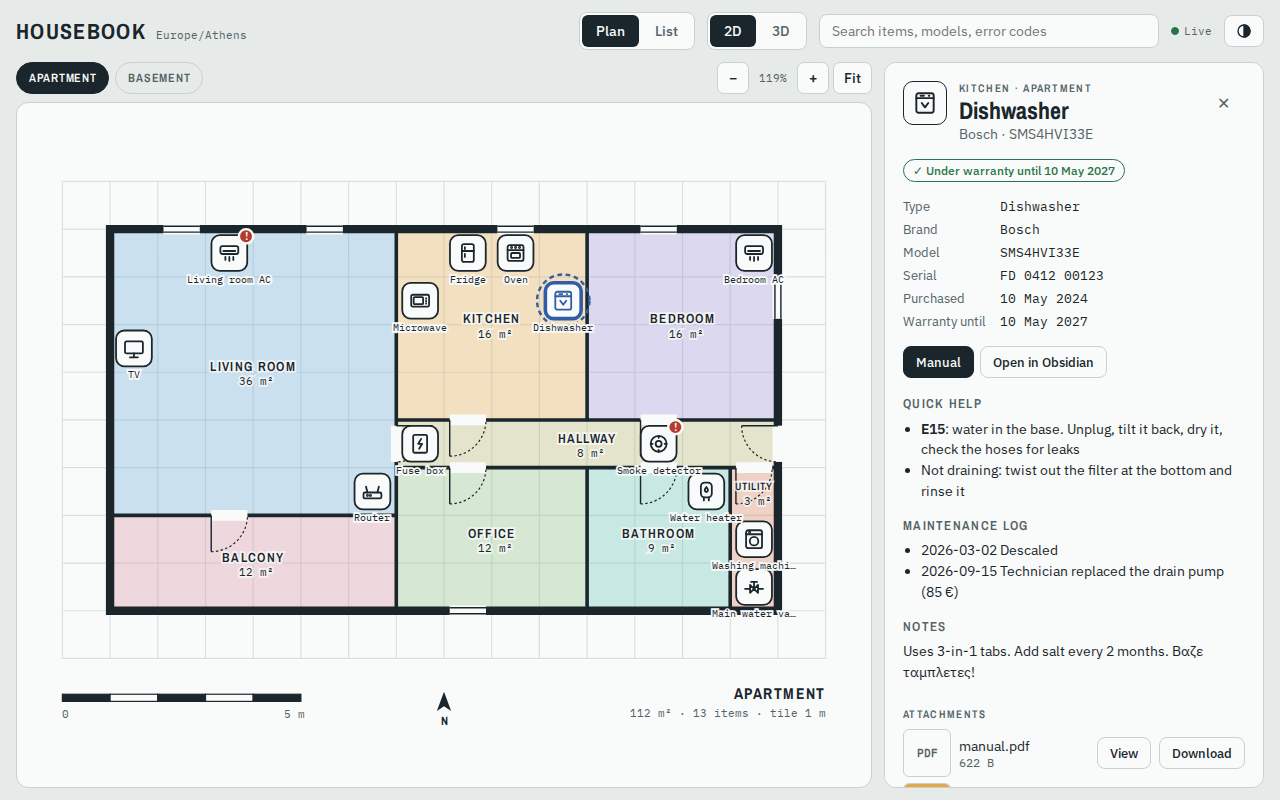 HOUSEBOOK Europe/Athens
Plan List
2D 3D
Search items, models, error codes
Live
APARTMENT BASEMENT
− 119% + Fit
Living room AC
Fridge
Oven
Bedroom AC
Microwave
KITCHEN
16 m²
Dishwasher
BEDROOM
16 m²
TV
LIVING ROOM
36 m²
HALLWAY
8 m²
Fuse box
Smoke detector
UTILITY
3 m²
Router
Water heater
OFFICE
12 m²
BATHROOM
9 m²
BALCONY
12 m²
Washing machi…
Main water va…
0 5 m
N
APARTMENT
112 m² · 13 items · tile 1 m
KITCHEN · APARTMENT
Dishwasher
Bosch · SMS4HVI33E
✕
✓ Under warranty until 10 May 2027
Type Dishwasher
Brand Bosch
Model SMS4HVI33E
Serial FD 0412 00123
Purchased 10 May 2024
Warranty until 10 May 2027
Manual Open in Obsidian
QUICK HELP
• E15: water in the base. Unplug, tilt it back, dry it,
check the hoses for leaks
• Not draining: twist out the filter at the bottom and
rinse it
MAINTENANCE LOG
• 2026-03-02 Descaled
• 2026-09-15 Technician replaced the drain pump
(85 €)
NOTES
Uses 3-in-1 tabs. Add salt every 2 months. Βαζε
ταμπλετες!
ATTACHMENTS
PDF
manual.pdf
622 B
View Download